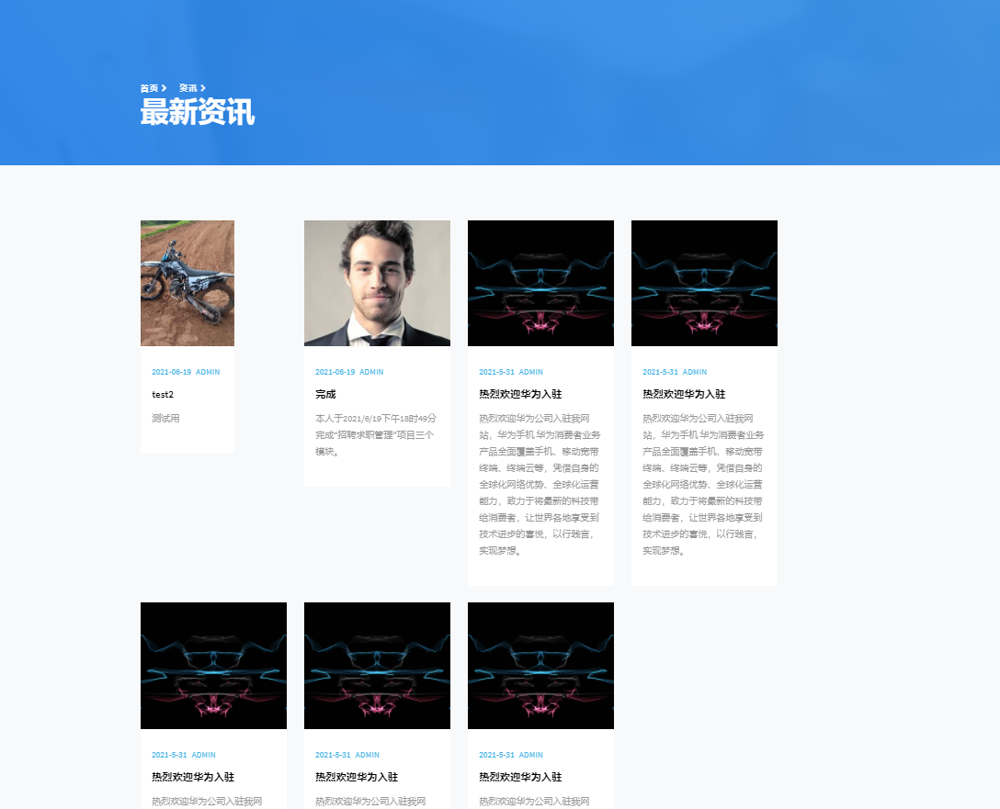 首页 资讯
最新资讯
2021-06-19 ADMIN
test2
测试用
2021-06-19 ADMIN
完成
本人于2021/6/19下午18时49分
完成“招聘求职管理”项目三个
模块。
2021-5-31 ADMIN
热烈欢迎华为入驻
热烈欢迎华为公司入驻我网
站，华为手机 华为消费者业务
产品全面覆盖手机、移动宽带
终端、终端云等，凭借自身的
全球化网络优势、全球化运营
能力，致力于将最新的科技带
给消费者，让世界各地享受到
技术进步的喜悦，以行践言，
实现梦想。
2021-5-31 ADMIN
热烈欢迎华为入驻
热烈欢迎华为公司入驻我网
站，华为手机 华为消费者业务
产品全面覆盖手机、移动宽带
终端、终端云等，凭借自身的
全球化网络优势、全球化运营
能力，致力于将最新的科技带
给消费者，让世界各地享受到
技术进步的喜悦，以行践言，
实现梦想。
2021-5-31 ADMIN
热烈欢迎华为入驻
热烈欢迎华为公司入驻我网
2021-5-31 ADMIN
热烈欢迎华为入驻
热烈欢迎华为公司入驻我网
2021-5-31 ADMIN
热烈欢迎华为入驻
热烈欢迎华为公司入驻我网